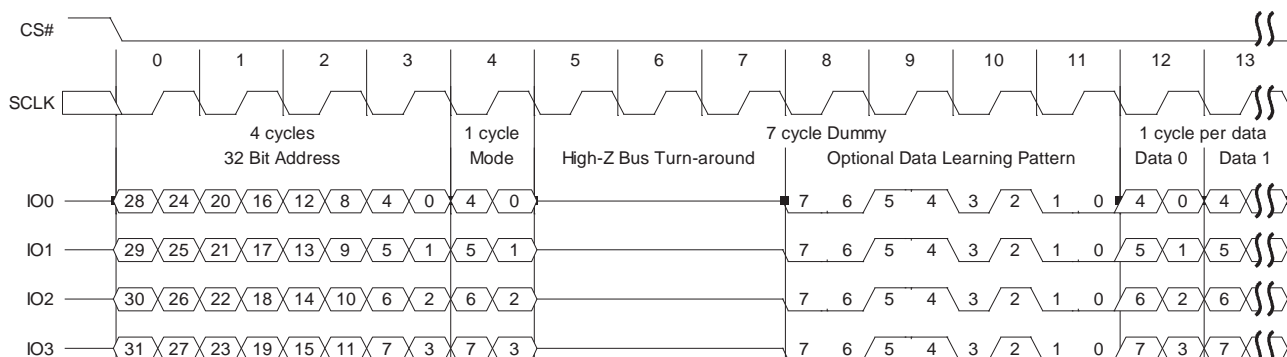 CS#
0 1 2 3 4 5 6 7 8 9 10 11 12 13
SCLK
4 cycles 1 cycle 7 cycle Dummy 1 cycle per data
32 Bit Address Mode High-Z Bus Turn-around Optional Data Learning Pattern Data 0 Data 1
IO0 28 24 20 16 12 8 4 0 4 0 7 6 5 4 3 2 1 0 4 0 4
IO1 29 25 21 17 13 9 5 1 5 1 7 6 5 4 3 2 1 0 5 1 5
IO2 30 26 22 18 14 10 6 2 6 2 7 6 5 4 3 2 1 0 6 2 6
IO3 31 27 23 19 15 11 7 3 7 3 7 6 5 4 3 2 1 0 7 3 7